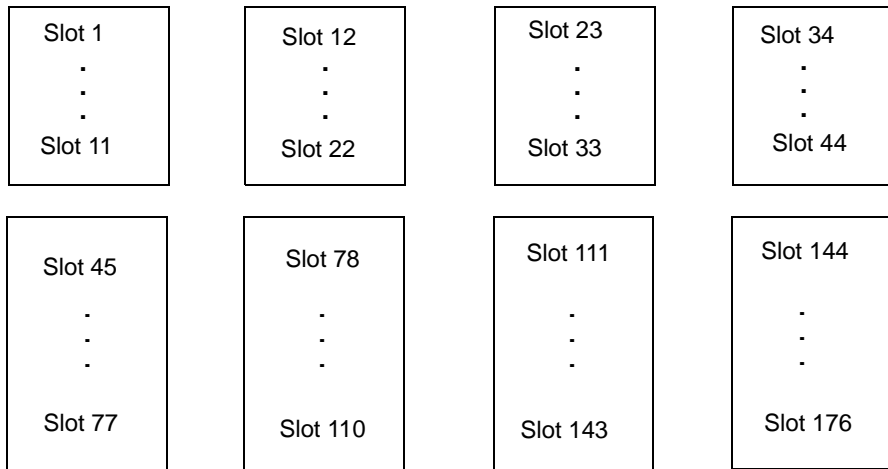 Slot 1
.
.
.
Slot 11
Slot 12
.
.
.
Slot 22
Slot 23
.
.
.
Slot 33
Slot 34
.
.
.
Slot 44
Slot 45
.
.
.
Slot 77
Slot 78
.
.
.
Slot 110
Slot 111
.
.
.
Slot 143
Slot 144
.
.
.
Slot 176